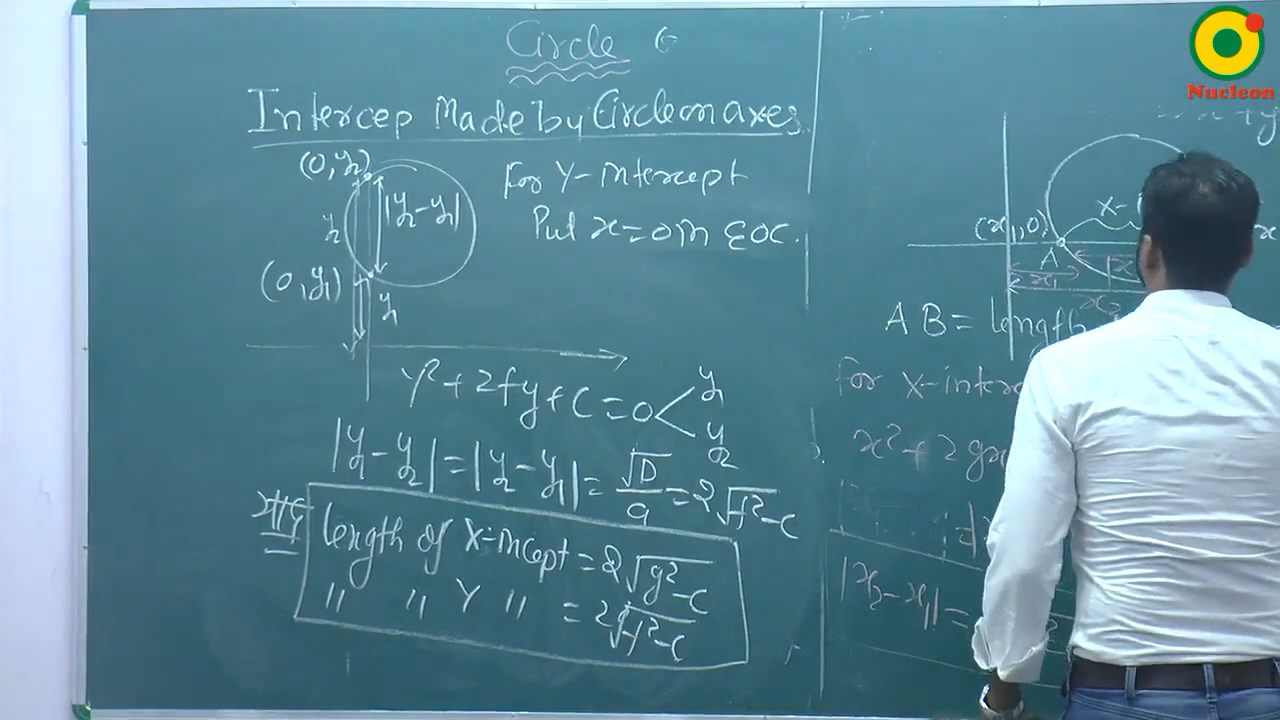 Circle
Intercep Made by Circle on axes
(0, y₂)
|y₂-y₁|
y₂
(0, y₁)
y₁
For Y-intercept
Put x=0 in EOC.
y²+2fy+C=0 < y₁ y₂
|y₁-y₂| = |y₂-y₁| = √D/a = 2√f²-c
याद
length of X-incept = 2√g²-c
" " Y " = 2√f²-c
Nucleon
(x₁,0)
X-
A
x₁
x₂
AB = length
For X-inter
x²+2gx
|x₂-x₁| =